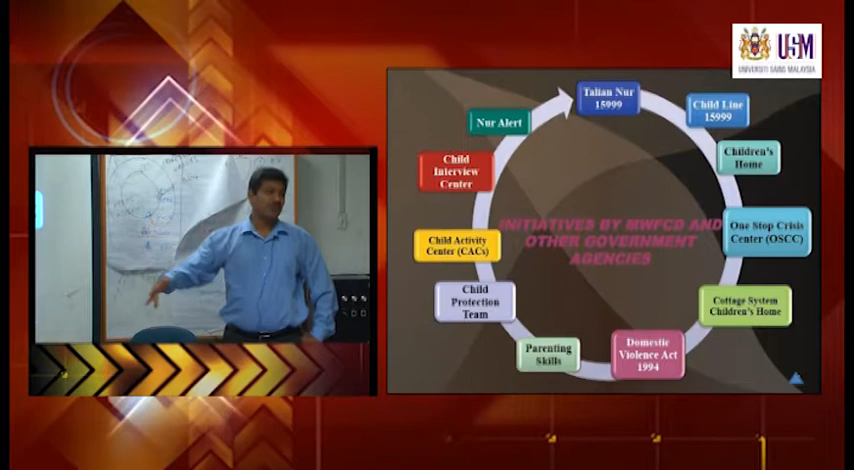 USM
UNIVERSITI SAINS MALAYSIA
Talian Nur
15999
Child Line
15999
Children's
Home
One Stop Crisis
Center (OSCC)
Cottage System
Children's Home
Domestic
Violence Act
1994
Parenting
Skills
Child
Protection
Team
Child Activity
Center (CACs)
Child
Interview
Center
Nur Alert
INITIATIVES BY MWFCD AND
OTHER GOVERNMENT
AGENCIES